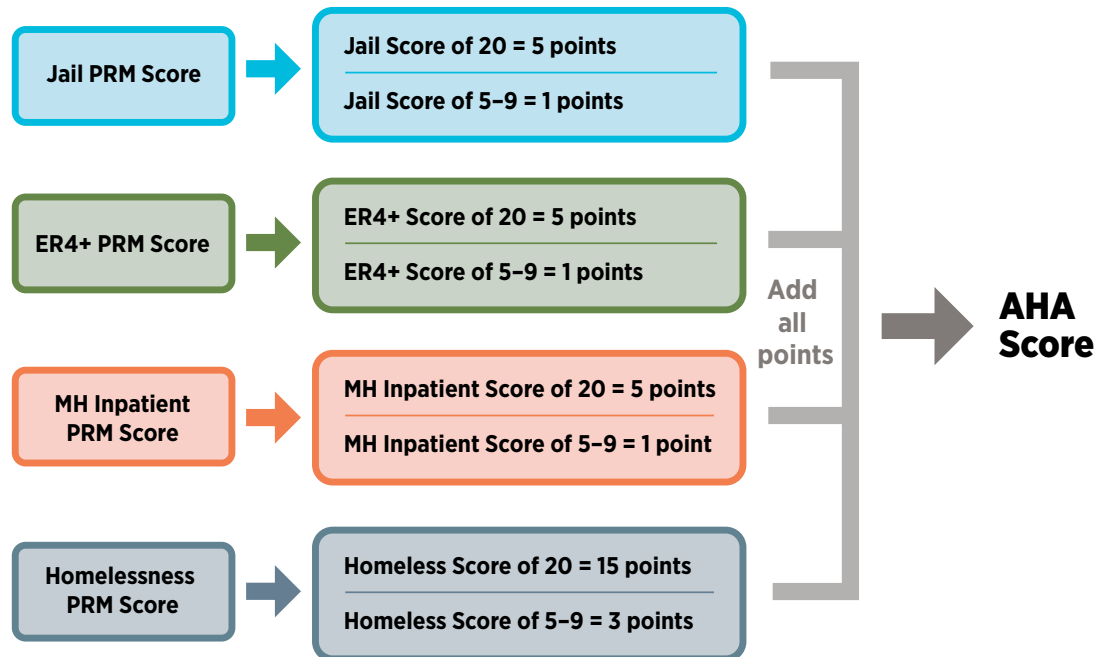 Jail PRM Score
Jail Score of 20 = 5 points
Jail Score of 5–9 = 1 points
ER4+ PRM Score
ER4+ Score of 20 = 5 points
ER4+ Score of 5–9 = 1 points
MH Inpatient
PRM Score
MH Inpatient Score of 20 = 5 points
MH Inpatient Score of 5–9 = 1 point
Homelessness
PRM Score
Homeless Score of 20 = 15 points
Homeless Score of 5–9 = 3 points
Add
all
points
AHA
Score